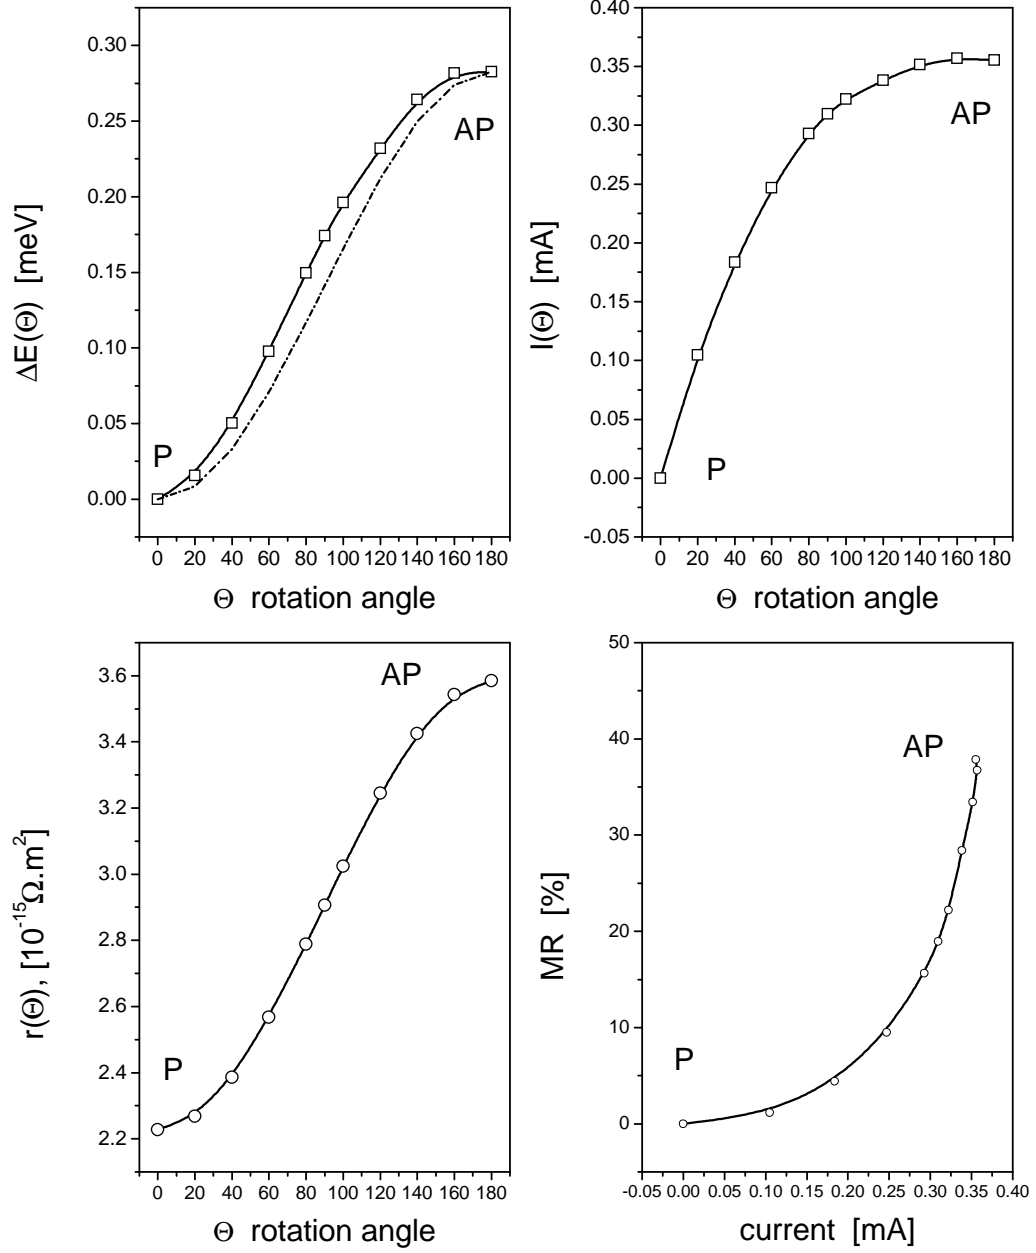 0.30
0.25
0.20
0.15
0.10
0.05
0.00
ΔE(Θ) [meV]
P
AP
0 20 40 60 80 100 120 140 160 180
Θ rotation angle
0.40
0.35
0.30
0.25
0.20
0.15
0.10
0.05
0.00
-0.05
I(Θ) [mA]
AP
P
0 20 40 60 80 100 120 140 160 180
Θ rotation angle
3.6
3.4
3.2
3.0
2.8
2.6
2.4
2.2
r(Θ), [10⁻¹⁵Ω.m²]
AP
P
0 20 40 60 80 100 120 140 160 180
Θ rotation angle
50
40
30
20
10
0
MR [%]
AP
P
-0.05 0.00 0.05 0.10 0.15 0.20 0.25 0.30 0.35 0.40
current [mA]